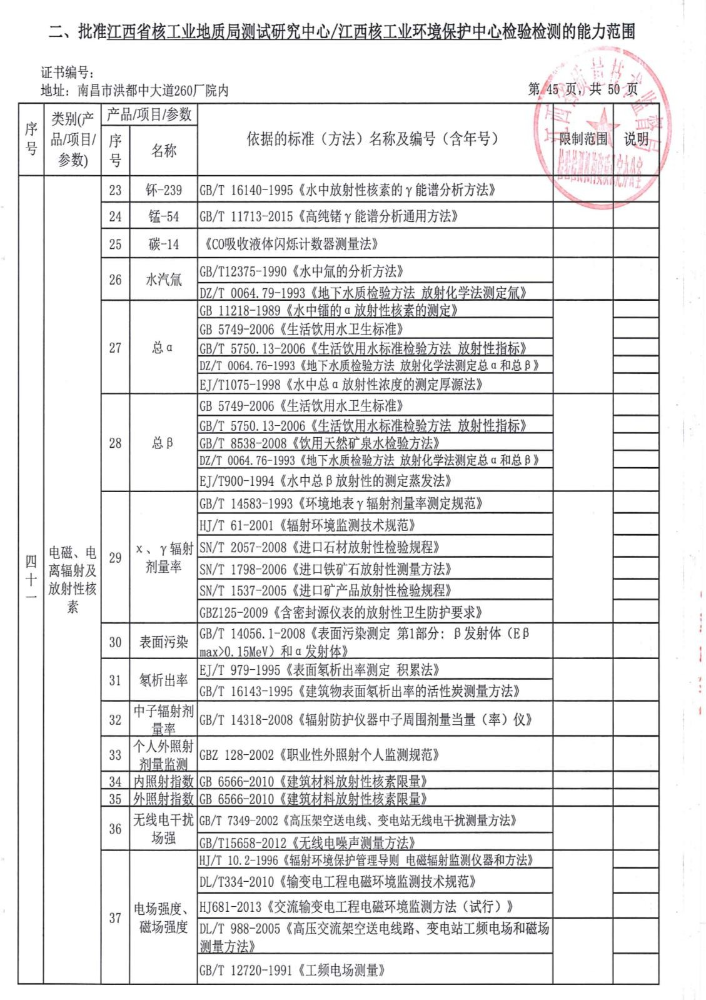 二、批准江西省核工业地质局测试研究中心/江西核工业环境保护中心检验检测的能力范围
证书编号:
地址: 南昌市洪都中大道260厂院内
第 45 页, 共 50 页
江西省质量技术监督局
序号
类别(产品/项目/参数)
产品/项目/参数
序号
名称
依据的标准（方法）名称及编号（含年号）
限制范围
说明
四十一
电磁、电离辐射及放射性核素
23 钚-239 GB/T 16140-1995《水中放射性核素的γ能谱分析方法》
24 锰-54 GB/T 11713-2015《高纯锗γ能谱分析通用方法》
25 碳-14 《CO吸收液体闪烁计数器测量法》
26 水汽氚 GB/T12375-1990《水中氚的分析方法》
DZ/T 0064.79-1993《地下水质检验方法 放射化学法测定氚》
27 总α GB 11218-1989《水中镭的α放射性核素的测定》
GB 5749-2006《生活饮用水卫生标准》
GB/T 5750.13-2006《生活饮用水标准检验方法 放射性指标》
DZ/T 0064.76-1993《地下水质检验方法 放射化学法测定总α和总β》
EJ/T1075-1998《水中总α放射性浓度的测定厚源法》
28 总β GB 5749-2006《生活饮用水卫生标准》
GB/T 5750.13-2006《生活饮用水标准检验方法 放射性指标》
GB/T 8538-2008《饮用天然矿泉水检验方法》
DZ/T 0064.76-1993《地下水质检验方法 放射化学法测定总α和总β》
EJ/T900-1994《水中总β放射性的测定蒸发法》
29 x、γ辐射剂量率 GB/T 14583-1993《环境地表γ辐射剂量率测定规范》
HJ/T 61-2001《辐射环境监测技术规范》
SN/T 2057-2008《进口石材放射性检验规程》
SN/T 1798-2006《进口铁矿石放射性测量方法》
SN/T 1537-2005《进口矿产品放射性检验规程》
GBZ125-2009《含密封源仪表的放射性卫生防护要求》
30 表面污染 GB/T 14056.1-2008《表面污染测定 第1部分: β发射体（Eβ
max>0.15MeV）和α发射体》
31 氡析出率 EJ/T 979-1995《表面氡析出率测定 积累法》
GB/T 16143-1995《建筑物表面氡析出率的活性炭测量方法》
32 中子辐射剂量率 GB/T 14318-2008《辐射防护仪器中子周围剂量当量（率）仪》
33 个人外照射剂量监测 GBZ 128-2002《职业性外照射个人监测规范》
34 内照射指数 GB 6566-2010《建筑材料放射性核素限量》
35 外照射指数 GB 6566-2010《建筑材料放射性核素限量》
36 无线电干扰场强 GB/T 7349-2002《高压架空送电线、变电站无线电干扰测量方法》
GB/T15658-2012《无线电噪声测量方法》
37 电场强度、磁场强度 HJ/T 10.2-1996《辐射环境保护管理导则 电磁辐射监测仪器和方法》
DL/T334-2010《输变电工程电磁环境监测技术规范》
HJ681-2013《交流输变电工程电磁环境监测方法（试行）》
DL/T 988-2005《高压交流架空送电线路、变电站工频电场和磁场
测量方法》
GB/T 12720-1991《工频电场测量》